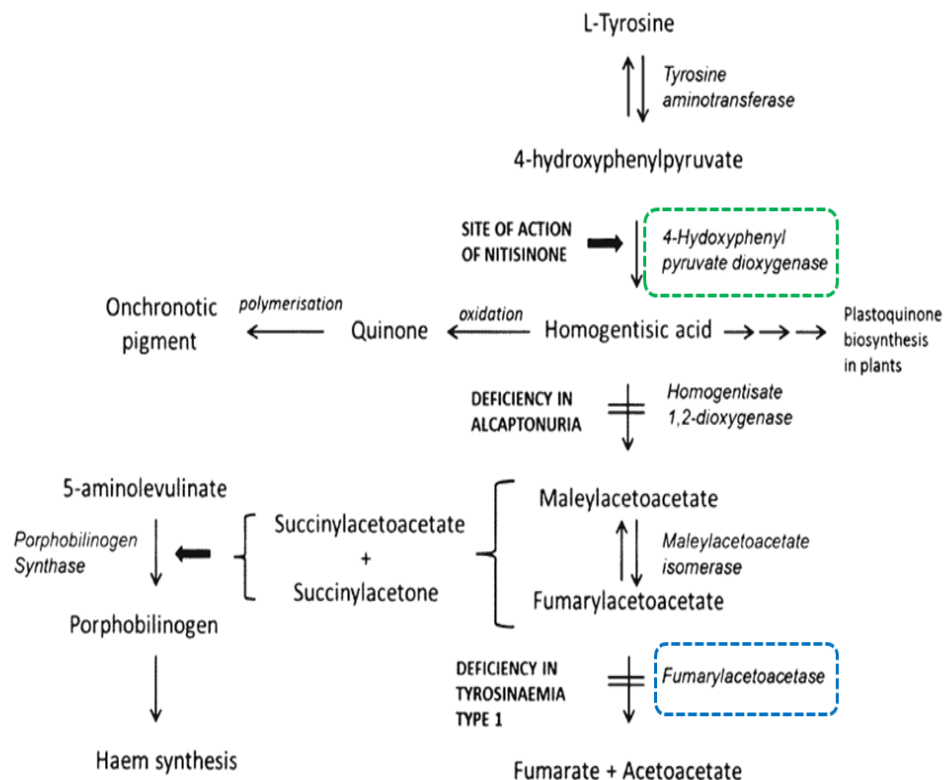 L-Tyrosine
Tyrosine
aminotransferase
4-hydroxyphenylpyruvate
SITE OF ACTION
OF NITISINONE
4-Hydoxyphenyl
pyruvate dioxygenase
Onchronotic
pigment
polymerisation
Quinone
oxidation
Homogentisic acid
Plastoquinone
biosynthesis
in plants
DEFICIENCY IN
ALCAPTONURIA
Homogentisate
1,2-dioxygenase
5-aminolevulinate
Porphobilinogen
Synthase
Porphobilinogen
Haem synthesis
Succinylacetoacetate
+
Succinylacetone
Maleylacetoacetate
Maleylacetoacetate
isomerase
Fumarylacetoacetate
DEFICIENCY IN
TYROSINAEMIA
TYPE 1
Fumarylacetoacetase
Fumarate + Acetoacetate